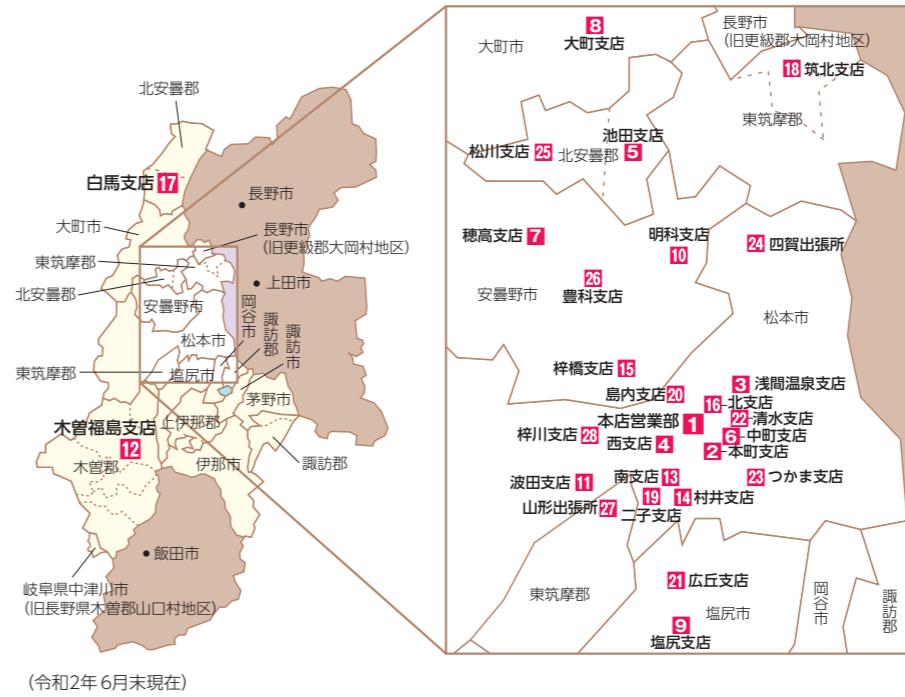 北安曇郡
白馬支店 17
長野市
大町市
長野市
(旧更級郡大岡村地区)
東筑摩郡
上田市
北安曇郡
安曇野市
岡谷市
諏訪郡
諏訪市
松本市
東筑摩郡
塩尻市
茅野市
木曽福島支店
12
上伊那郡
木曽郡
伊那市
諏訪郡
飯田市
岐阜県中津川市
(旧長野県木曽郡山口村地区)
(令和2年6月末現在)
8
大町支店
大町市
長野市
(旧更級郡大岡村地区)
18 筑北支店
東筑摩郡
池田支店
松川支店 25
北安曇郡 5
穂高支店 7
明科支店
10
24 四賀出張所
26
豊科支店
安曇野市
松本市
梓橋支店 15
3 浅間温泉支店
島内支店 20
16 北支店
本店営業部 1
22 清水支店
梓川支店 28
6 中町支店
西支店 4
2 本町支店
波田支店 11
南支店 13
23 つかま支店
山形出張所 27
19
二子支店
14 村井支店
21 広丘支店
東筑摩郡
塩尻市
9
塩尻支店
岡谷市
諏訪郡